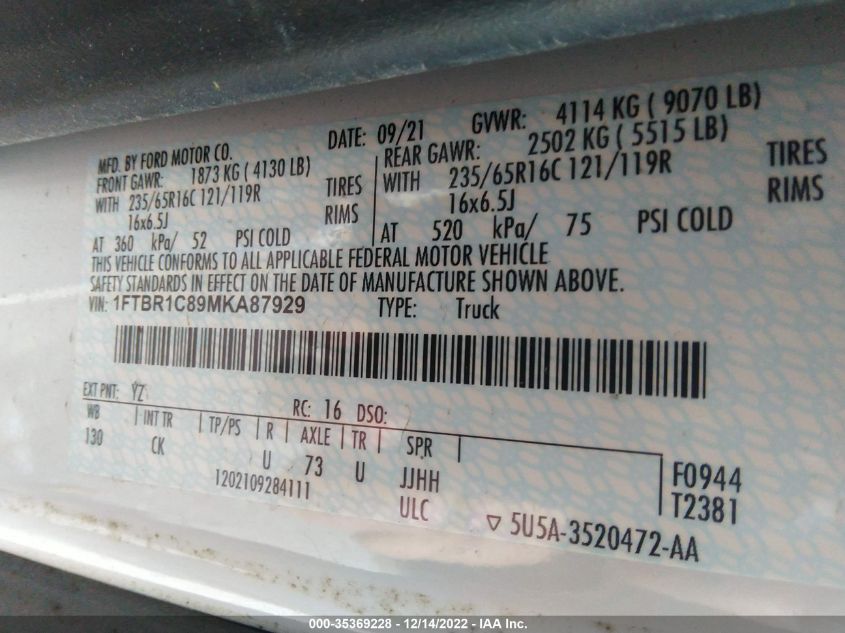 MFD. BY FORD MOTOR CO. DATE: 09/21 GVWR: 4114 KG ( 9070 LB)
FRONT GAWR: 1873 KG ( 4130 LB) REAR GAWR: 2502 KG ( 5515 LB)
WITH 235/65R16C 121/119R TIRES WITH 235/65R16C 121/119R TIRES
16x6.5J RIMS 16x6.5J RIMS
AT 360 kPa/ 52 PSI COLD AT 520 kPa/ 75 PSI COLD
THIS VEHICLE CONFORMS TO ALL APPLICABLE FEDERAL MOTOR VEHICLE
SAFETY STANDARDS IN EFFECT ON THE DATE OF MANUFACTURE SHOWN ABOVE.
VIN: 1FTBR1C89MKA87929 TYPE: Truck
EXT PNT: YZ RC: 16 DSO:
WB INT TR TP/PS R AXLE TR SPR
130 CK U 73 U JJHH F0944
1202109284111 ULC T2381
5U5A-3520472-AA
000-35369228 - 12/14/2022 - IAA Inc.